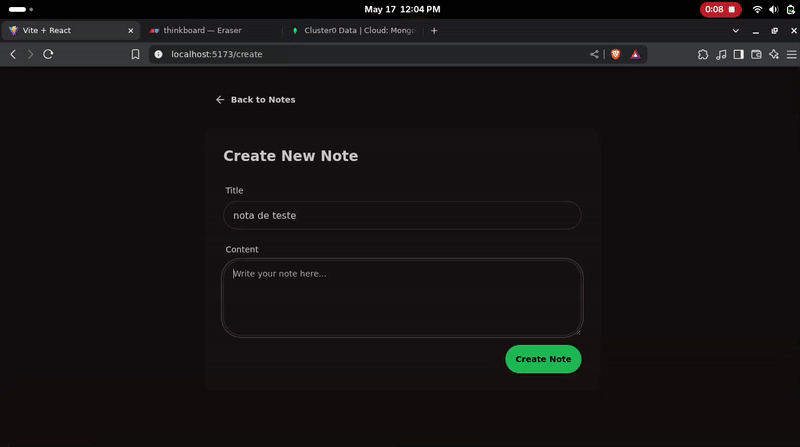 May 17 12:04 PM
0:08
Vite + React
thinkboard — Eraser
Cluster0 Data | Cloud: Mongo
localhost:5173/create
Back to Notes
Create New Note
Title
nota de teste
Content
Write your note here...
Create Note